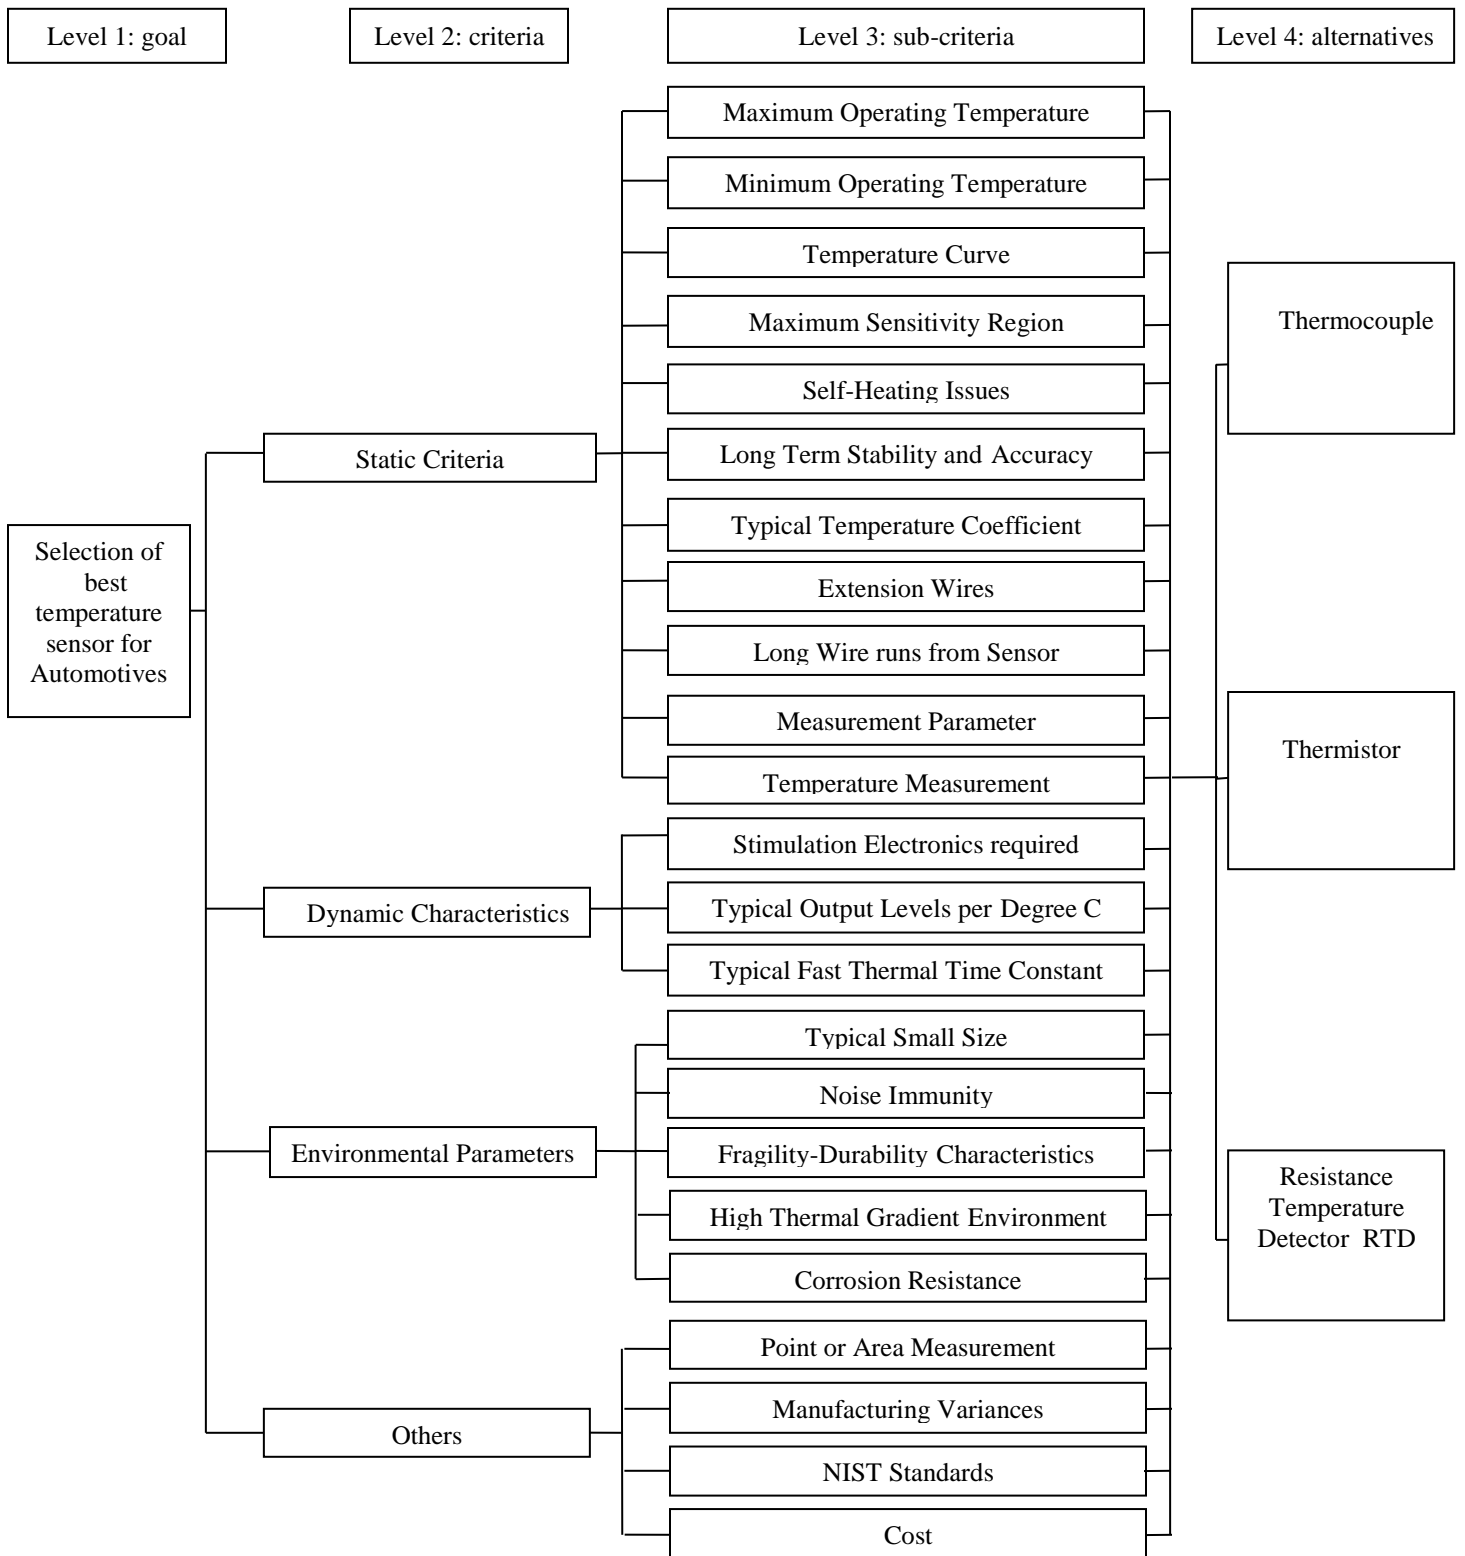 Level 1: goal
Level 2: criteria
Level 3: sub-criteria
Level 4: alternatives
Selection of
best
temperature
sensor for
Automotives
Static Criteria
Dynamic Characteristics
Environmental Parameters
Others
Maximum Operating Temperature
Minimum Operating Temperature
Temperature Curve
Maximum Sensitivity Region
Self-Heating Issues
Long Term Stability and Accuracy
Typical Temperature Coefficient
Extension Wires
Long Wire runs from Sensor
Measurement Parameter
Temperature Measurement
Stimulation Electronics required
Typical Output Levels per Degree C
Typical Fast Thermal Time Constant
Typical Small Size
Noise Immunity
Fragility-Durability Characteristics
High Thermal Gradient Environment
Corrosion Resistance
Point or Area Measurement
Manufacturing Variances
NIST Standards
Cost
Thermocouple
Thermistor
Resistance
Temperature
Detector RTD